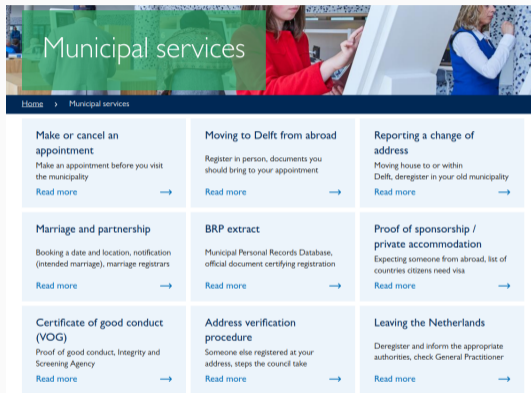 Municipal services
Home › Municipal services
Make or cancel an
appointment
Make an appointment before you visit
the municipality
Read more →
Moving to Delft from abroad
Register in person, documents you
should bring to your appointment
Read more →
Reporting a change of
address
Moving house to or within
Delft, deregister in your old municipality
Read more →
Marriage and partnership
Booking a date and location, notification
(intended marriage), marriage registrars
Read more →
BRP extract
Municipal Personal Records Database,
official document certifying registration
Read more →
Proof of sponsorship /
private accommodation
Expecting someone from abroad, list of
countries citizens need visa
Read more →
Certificate of good conduct
(VOG)
Proof of good conduct, Integrity and
Screening Agency
Read more →
Address verification
procedure
Someone else registered at your
address, steps the council take
Read more →
Leaving the Netherlands
Deregister and inform the appropriate
authorities, check General Practitioner
Read more →